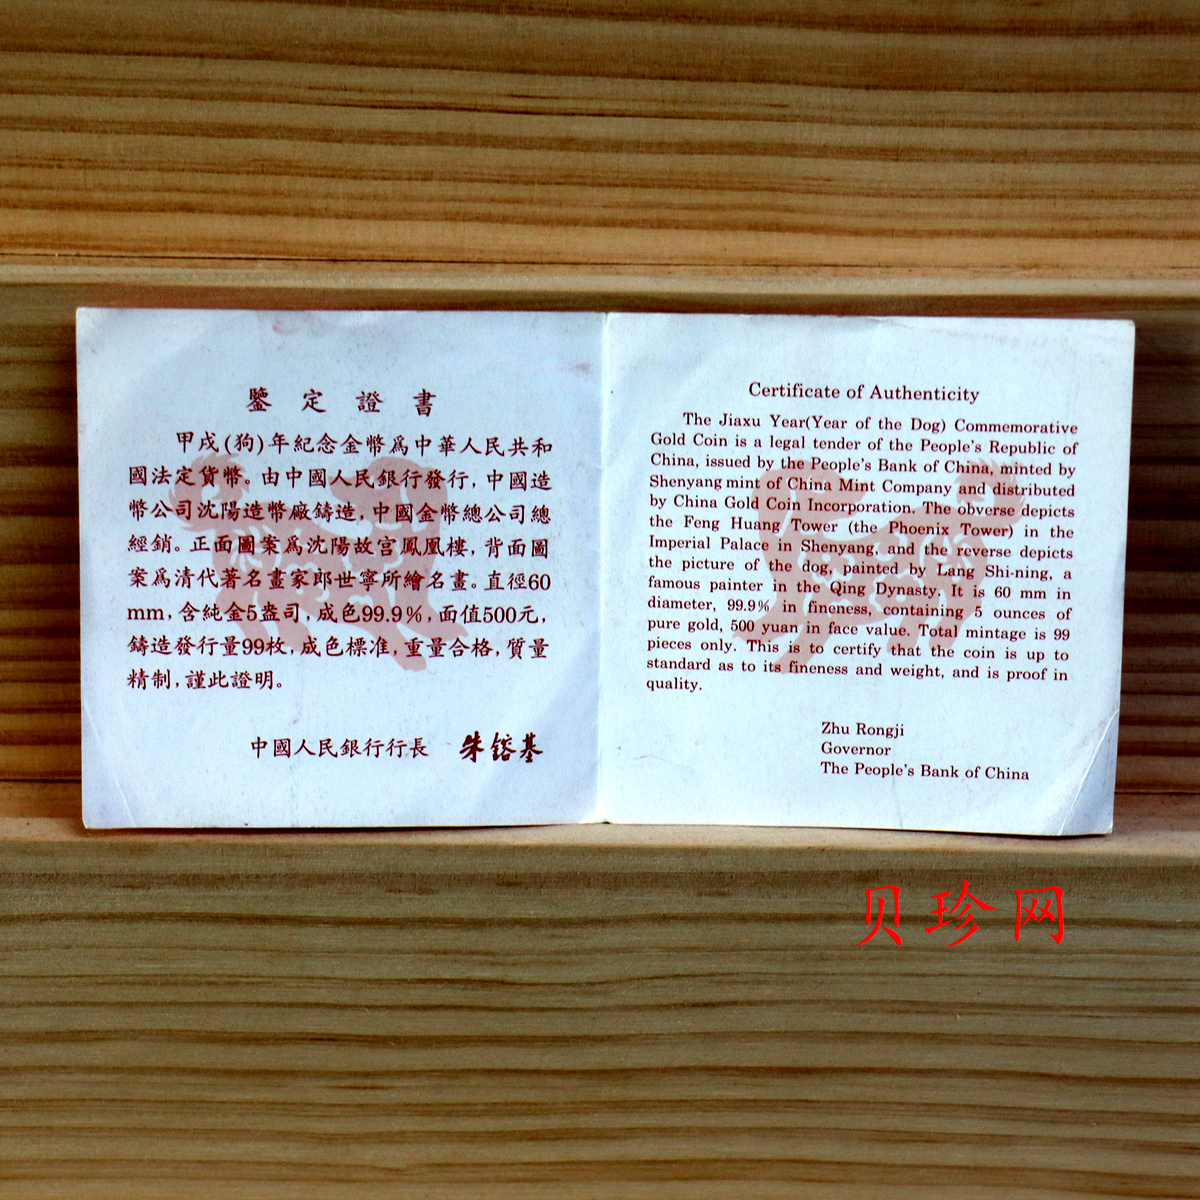 鑒定證書
甲戌(狗)年紀念金幣爲中華人民共和
國法定貨幣。由中國人民銀行發行,中國造
幣公司沈陽造幣廠鑄造,中國金幣總公司總
經銷。正面圖案爲沈陽故宮鳳凰樓,背面圖
案爲清代著名畫家郎世寧所繪名畫。直徑60
mm,含純金5盎司,成色99.9%,面值500元,
鑄造發行量99枚,成色標准,重量合格,質量
精制,謹此證明。
中國人民銀行行長 朱鎔基
Certificate of Authenticity
The Jiaxu Year(Year of the Dog) Commemorative
Gold Coin is a legal tender of the People's Republic of
China, issued by the People's Bank of China, minted by
Shenyang mint of China Mint Company and distributed
by China Gold Coin Incorporation. The obverse depicts
the Feng Huang Tower (the Phoenix Tower) in the
Imperial Palace in Shenyang, and the reverse depicts
the picture of the dog, painted by Lang Shi-ning, a
famous painter in the Qing Dynasty. It is 60 mm in
diameter, 99.9% in fineness, containing 5 ounces of
pure gold, 500 yuan in face value. Total mintage is 99
pieces only. This is to certify that the coin is up to
standard as to its fineness and weight, and is proof in
quality.
Zhu Rongji
Governor
The People's Bank of China
贝珍网